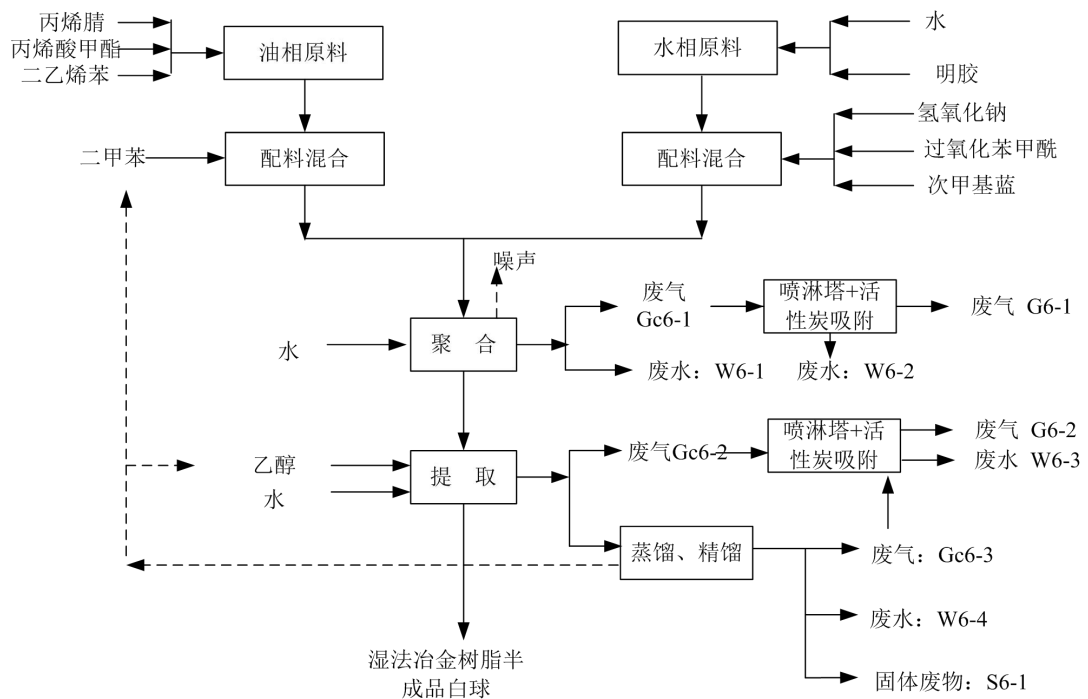 丙烯腈
丙烯酸甲酯
二乙烯苯
油相原料
水相原料
水
明胶
二甲苯
配料混合
配料混合
氢氧化钠
过氧化苯甲酰
次甲基蓝
噪声
水
聚 合
废气
Gc6-1
喷淋塔+活
性炭吸附
废气 G6-1
废水：W6-1
废水：W6-2
乙醇
水
提 取
废气Gc6-2
喷淋塔+活
性炭吸附
废气 G6-2
废水 W6-3
蒸馏、精馏
废气：Gc6-3
废水：W6-4
固体废物：S6-1
湿法冶金树脂半
成品白球